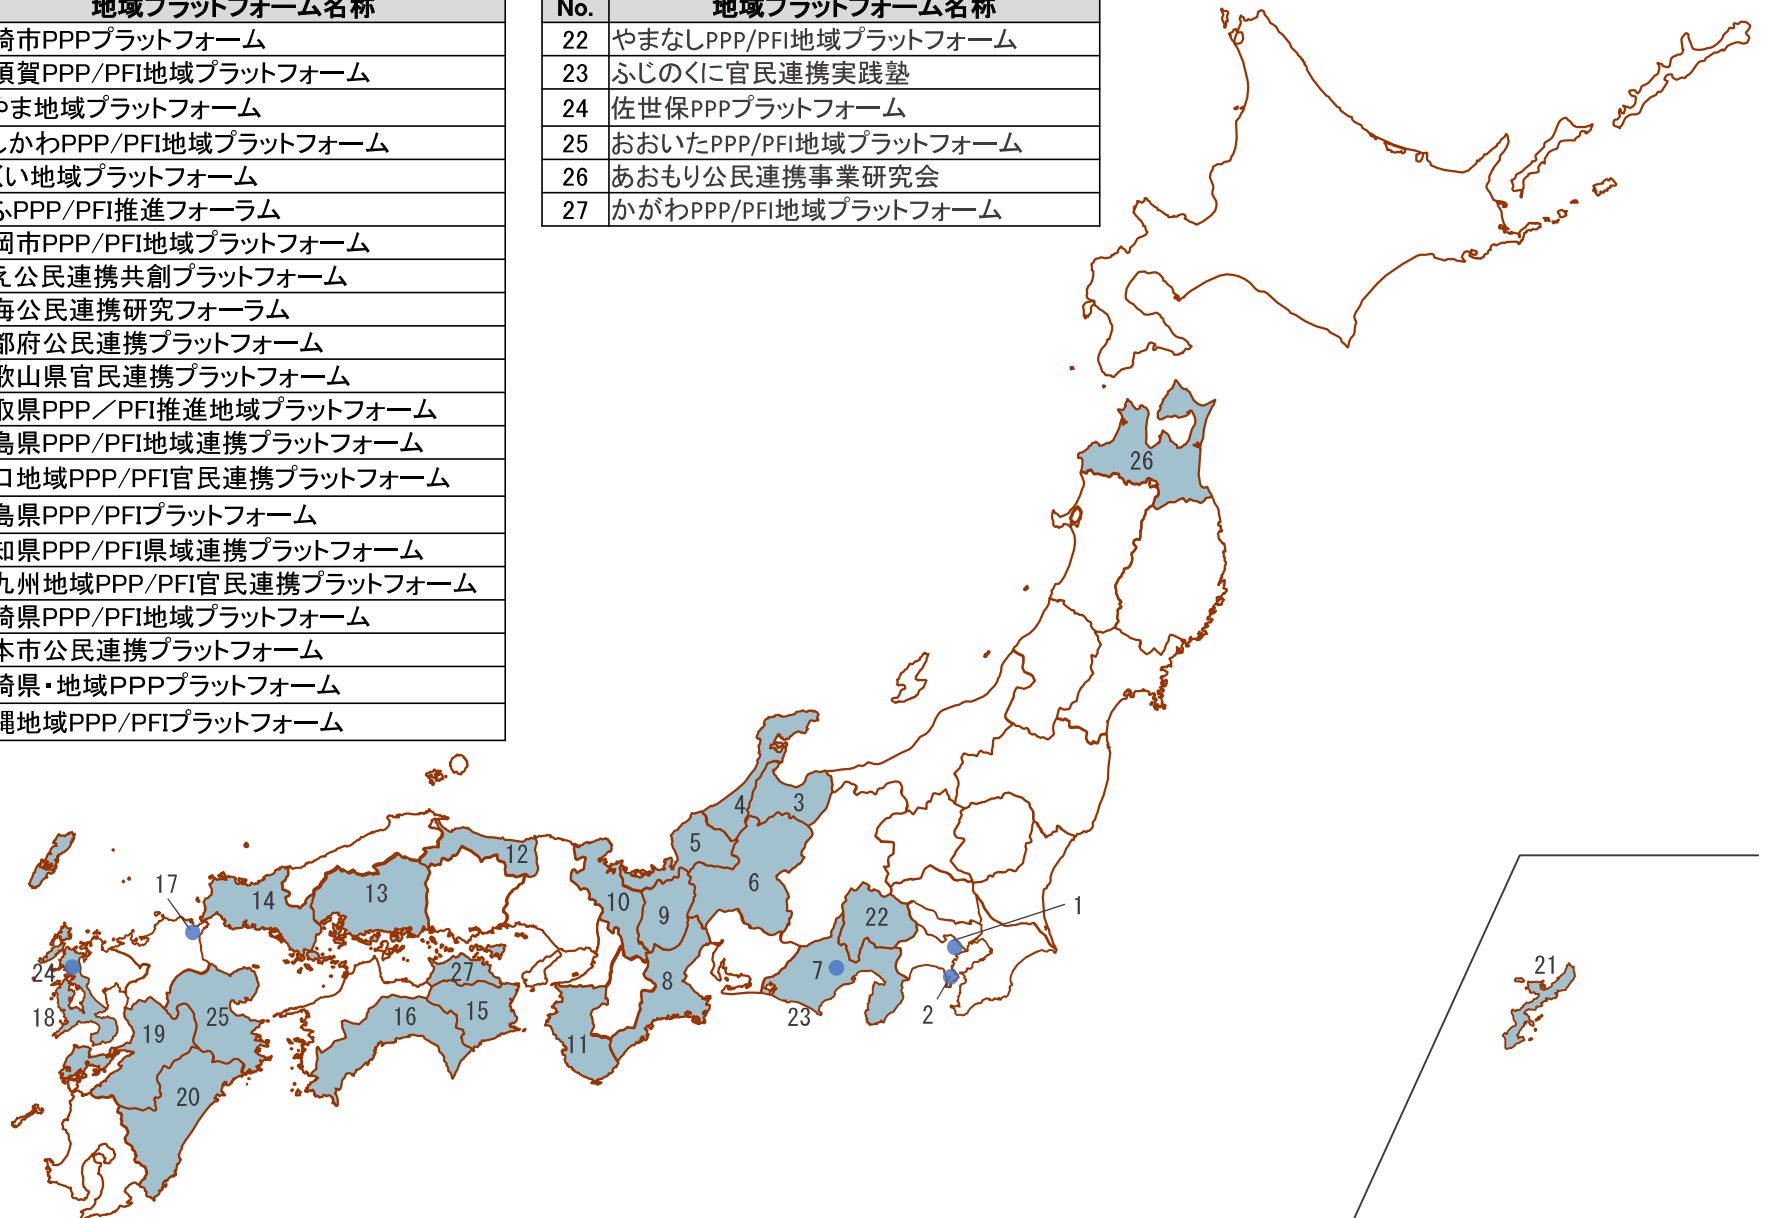 地域プラットフォーム名称
崎市PPPプラットフォーム
須賀PPP/PFI地域プラットフォーム
やま地域プラットフォーム
しかわPPP/PFI地域プラットフォーム
くい地域プラットフォーム
ふPPP/PFI推進フォーラム
岡市PPP/PFI地域プラットフォーム
え公民連携共創プラットフォーム
海公民連携研究フォーラム
都府公民連携プラットフォーム
歌山県官民連携プラットフォーム
取県PPP／PFI推進地域プラットフォーム
島県PPP/PFI地域連携プラットフォーム
口地域PPP/PFI官民連携プラットフォーム
島県PPP/PFIプラットフォーム
知県PPP/PFI県域連携プラットフォーム
九州地域PPP/PFI官民連携プラットフォーム
崎県PPP/PFI地域プラットフォーム
本市公民連携プラットフォーム
崎県・地域PPPプラットフォーム
縄地域PPP/PFIプラットフォーム
No. 地域プラットフォーム名称
22 やまなしPPP/PFI地域プラットフォーム
23 ふじのくに官民連携実践塾
24 佐世保PPPプラットフォーム
25 おおいたPPP/PFI地域プラットフォーム
26 あおもり公民連携事業研究会
27 かがわPPP/PFI地域プラットフォーム
26
4
3
5
12
17
13
14
6
10
9
22
1
24
27
7
8
21
18
19
25
16
15
23
2
11
20